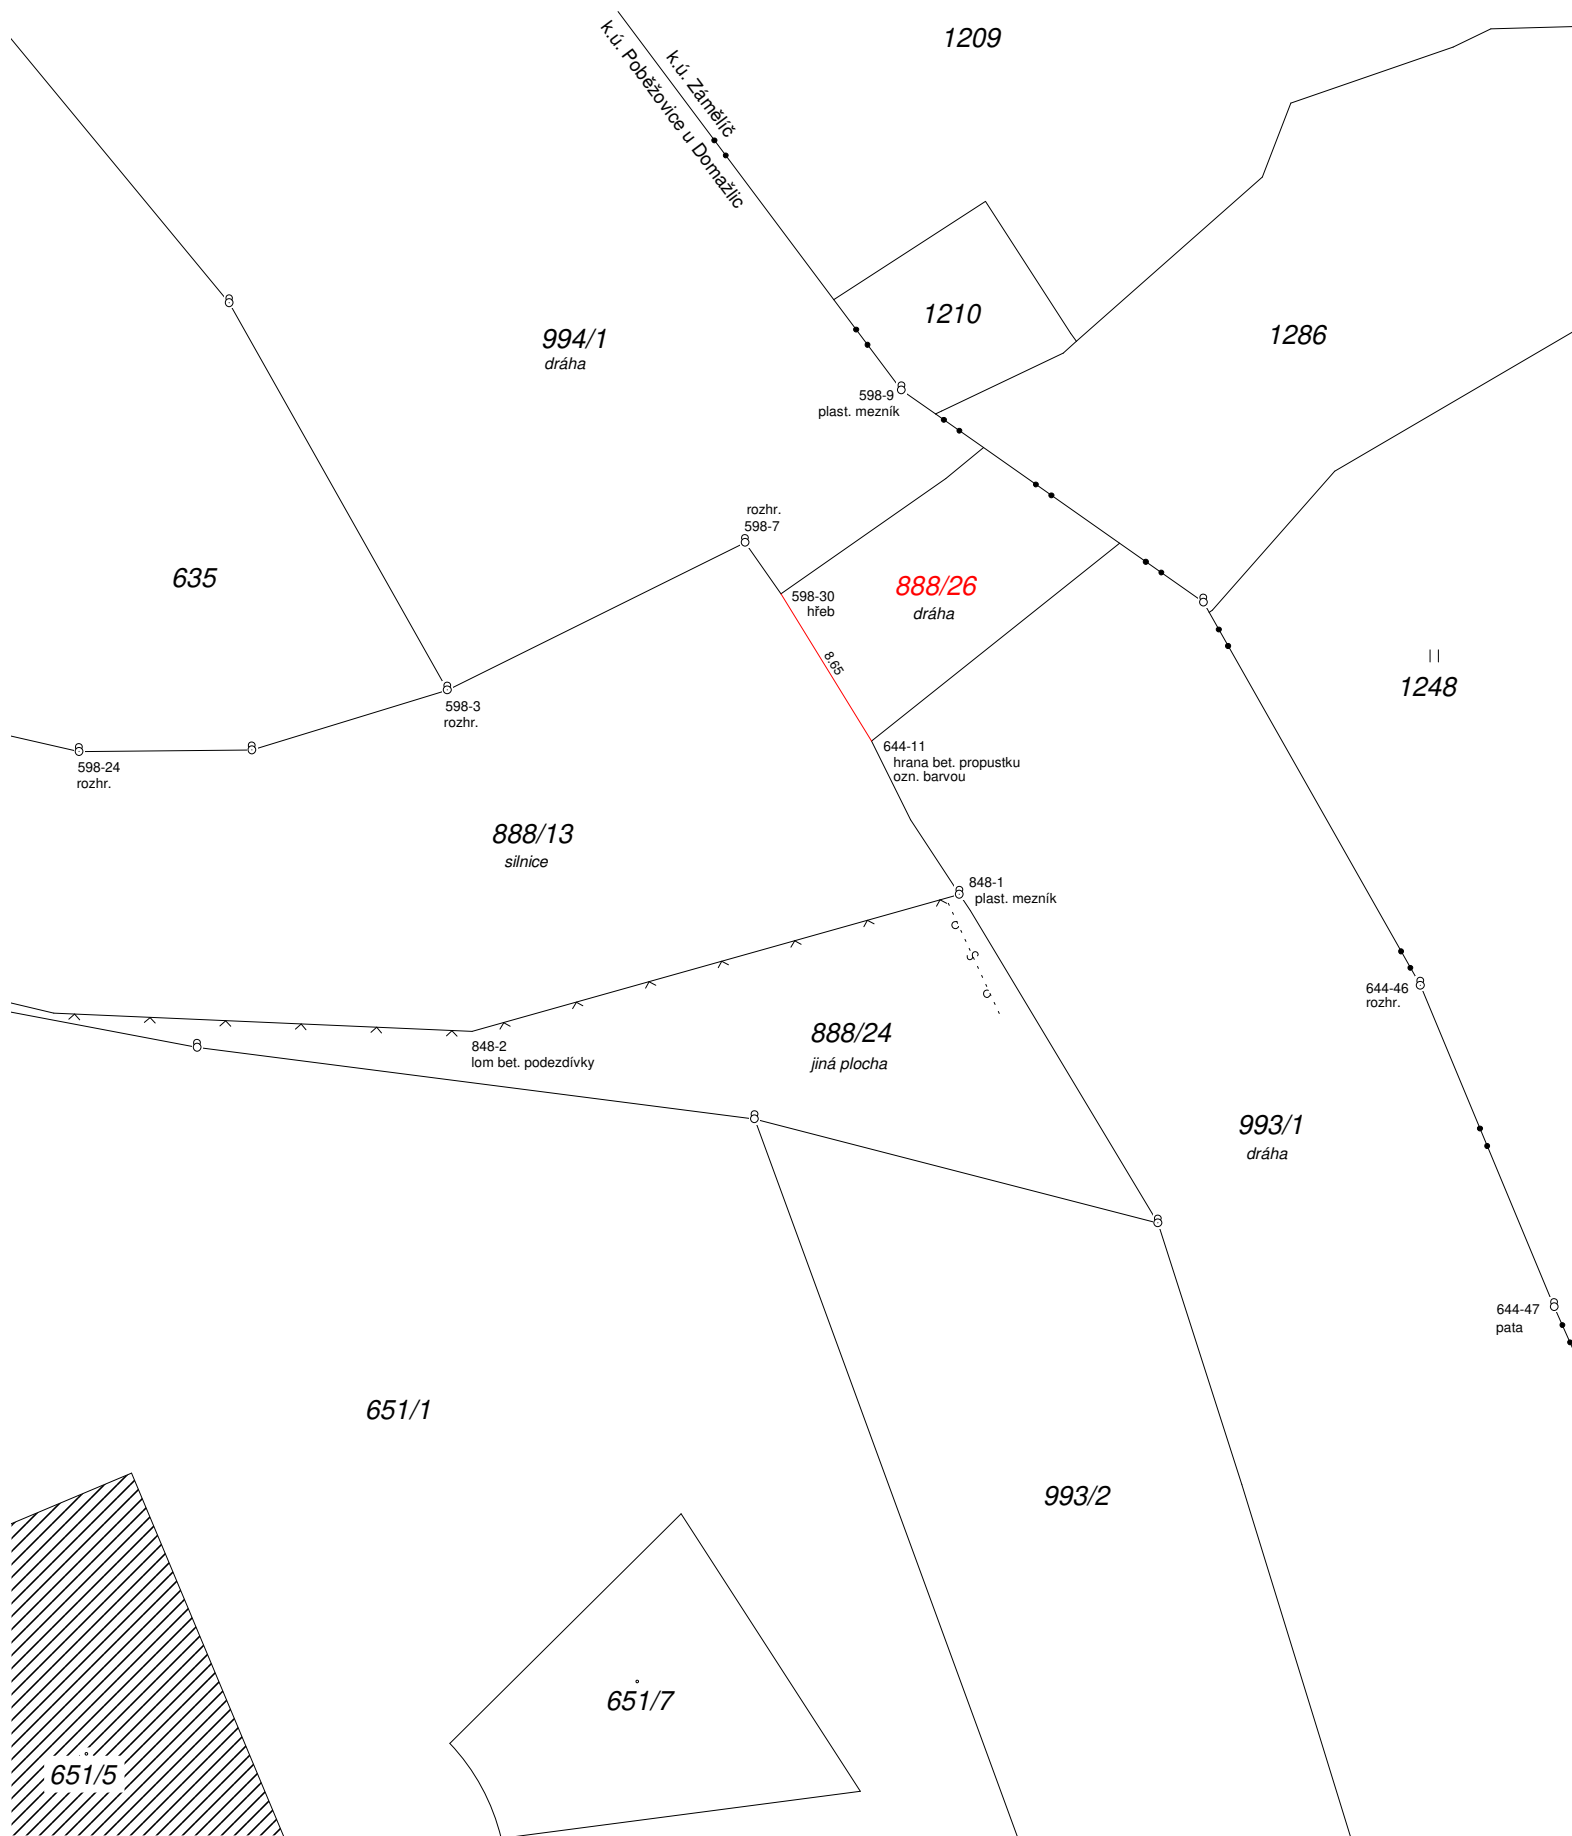 1209
k.ú. Zámělíč
k.ú. Poběžovice u Domažlic
1210
994/1
dráha
1286
598-9
plast. mezník
rozhr.
598-7
635
888/26
dráha
598-30
hřeb
8.65
1248
598-3
rozhr.
644-11
hrana bet. propustku
ozn. barvou
598-24
rozhr.
888/13
silnice
848-1
plast. mezník
644-46
rozhr.
848-2
lom bet. podezdívky
888/24
jiná plocha
993/1
dráha
644-47
pata
651/1
993/2
651/7
651/5